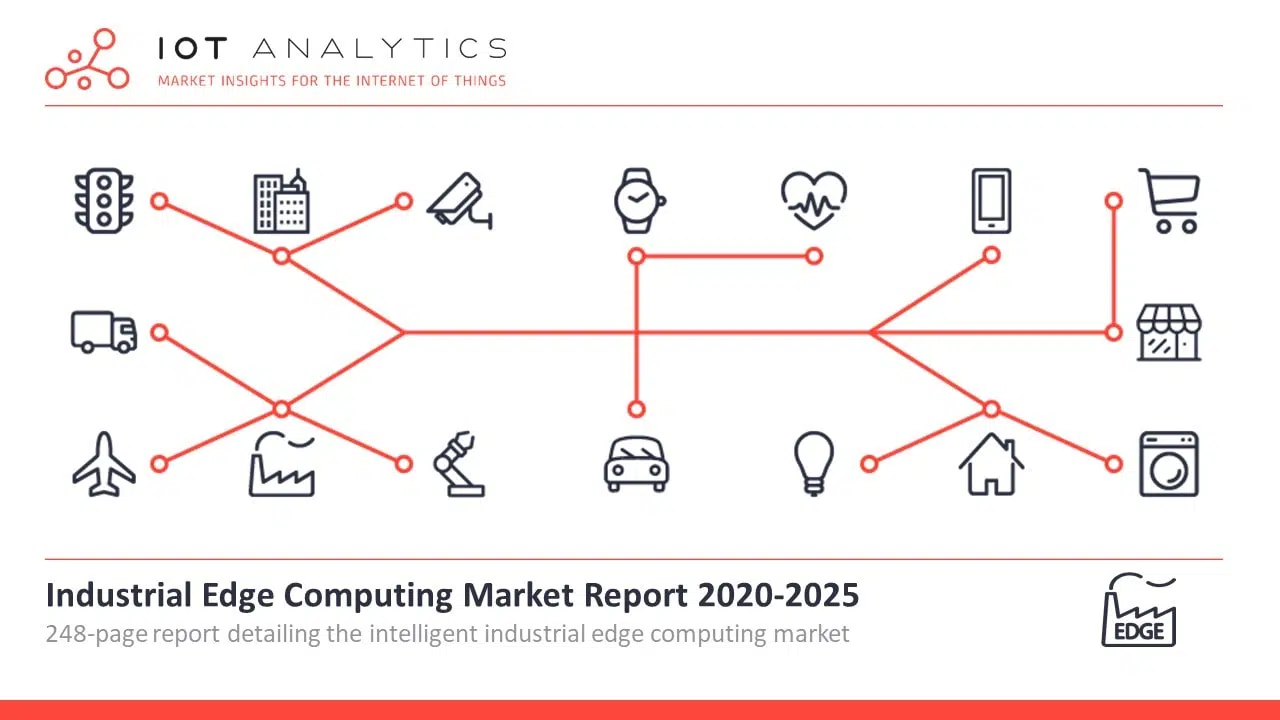 IOT ANALYTICS
MARKET INSIGHTS FOR THE INTERNET OF THINGS
Industrial Edge Computing Market Report 2020-2025
248-page report detailing the intelligent industrial edge computing market
EDGE